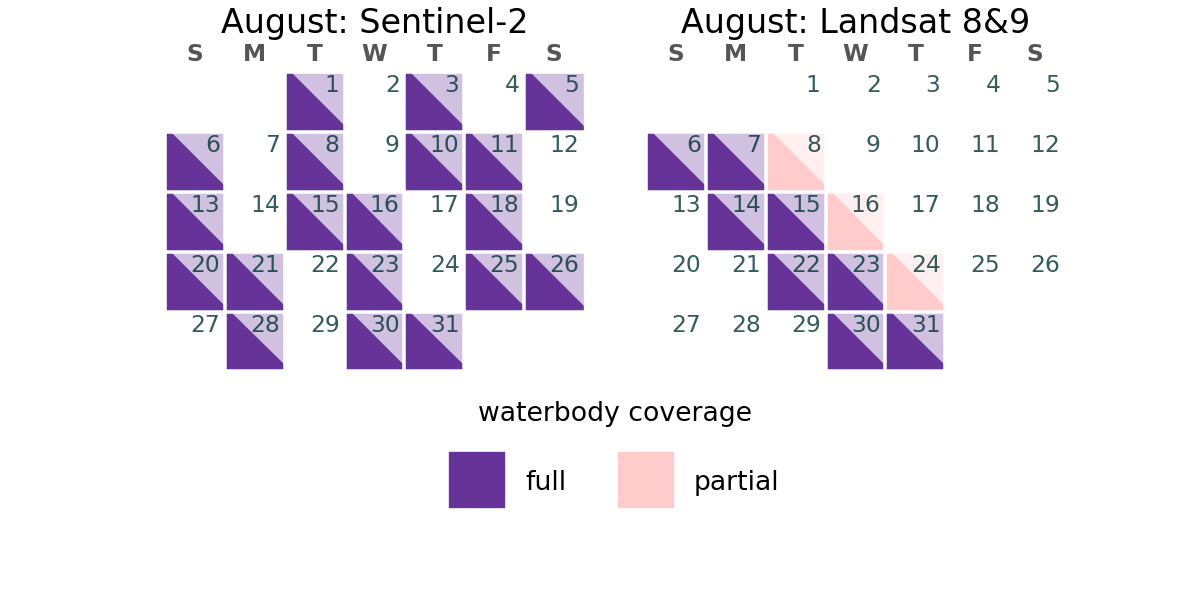 August: Sentinel-2
S M T W T F S
1 2 3 4 5
6 7 8 9 10 11 12
13 14 15 16 17 18 19
20 21 22 23 24 25 26
27 28 29 30 31
August: Landsat 8&9
S M T W T F S
1 2 3 4 5
6 7 8 9 10 11 12
13 14 15 16 17 18 19
20 21 22 23 24 25 26
27 28 29 30 31
waterbody coverage
full partial